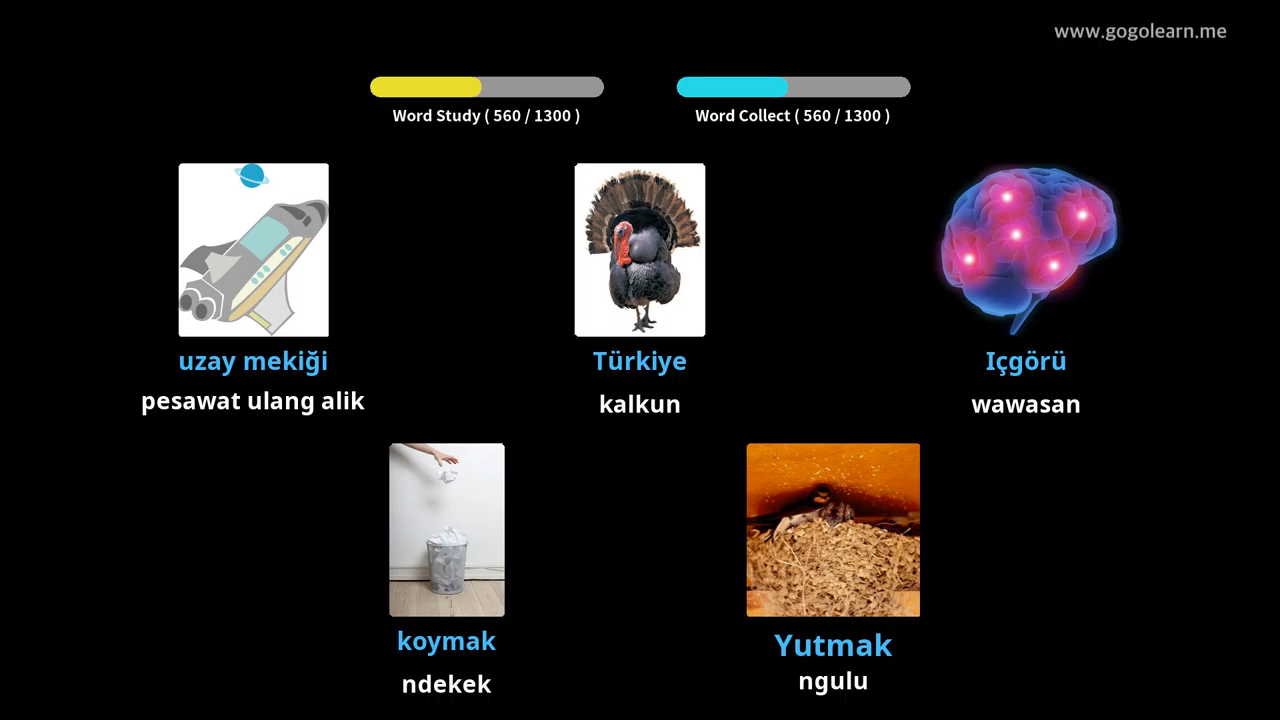 www.gogolearn.me
Word Study ( 560 / 1300 )
Word Collect ( 560 / 1300 )
uzay mekiği
Türkiye
Içgörü
pesawat ulang alik
kalkun
wawasan
koymak
Yutmak
ndekek
ngulu